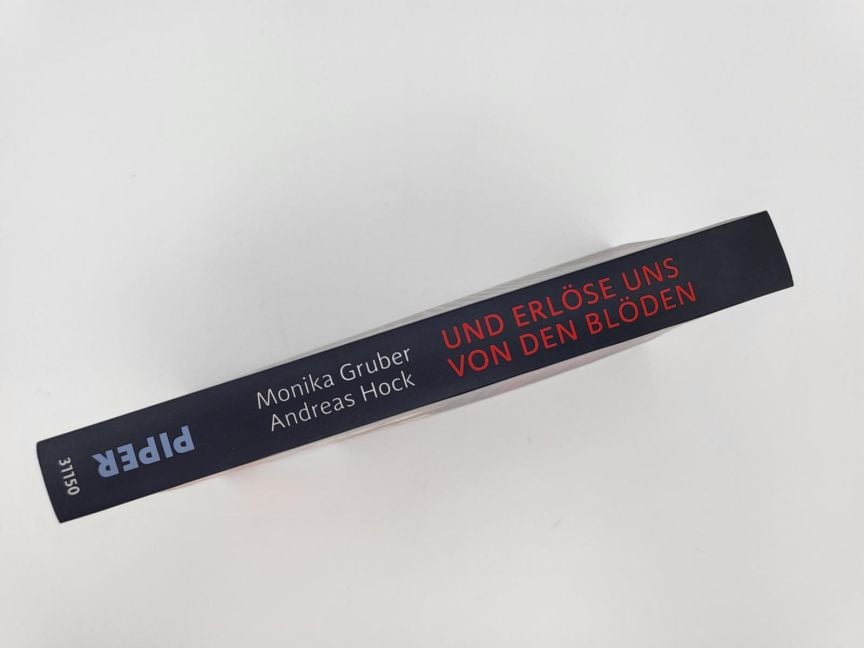 31150
PIPER
Monika Gruber
Andreas Hock
UND ERLÖSE UNS
VON DEN BLÖDEN